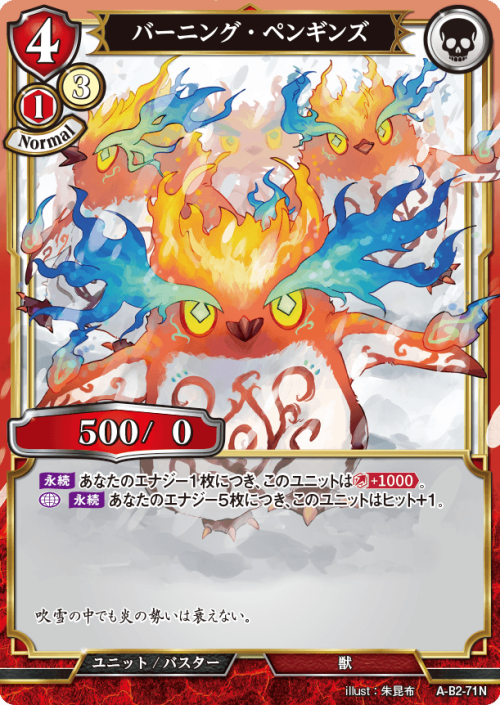 4
バーニング・ペンギンズ
1
3
Normal
500/ 0
永続 あなたのエナジー1枚につき、このユニットは+1000。
永続 あなたのエナジー5枚につき、このユニットはヒット+1。
吹雪の中でも炎の勢いは衰えない。
ユニット/バスター
獣
illust:朱昆布 A-B2-71N